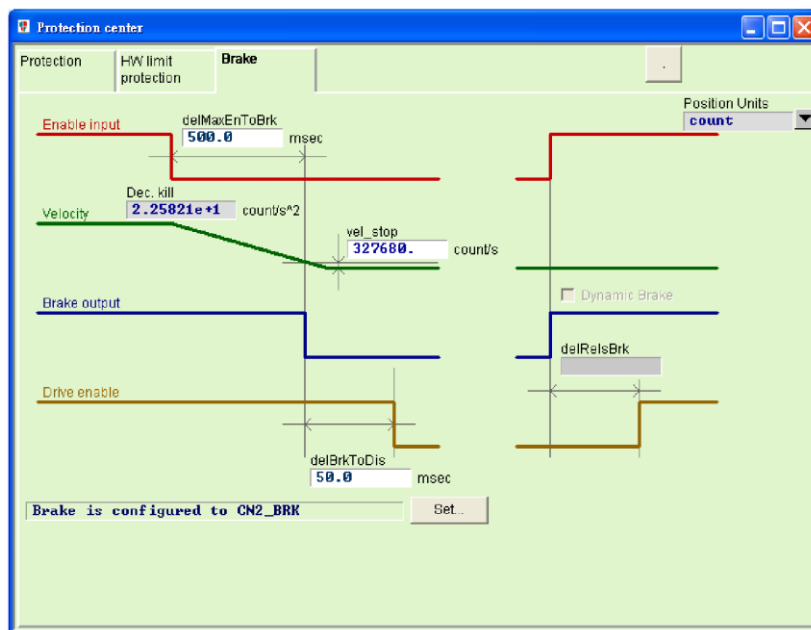 Protection center
Protection HW limit protection Brake .
Position Units
count
Enable input delMaxEnToBrk
500.0 msec
Dec. kill
Velocity 2.25821e+1 count/s^2
vel_stop
327680. count/s
Brake output Dynamic Brake
delRelsBrk
Drive enable
delBrkToDis
50.0 msec
Brake is configured to CN2_BRK Set...